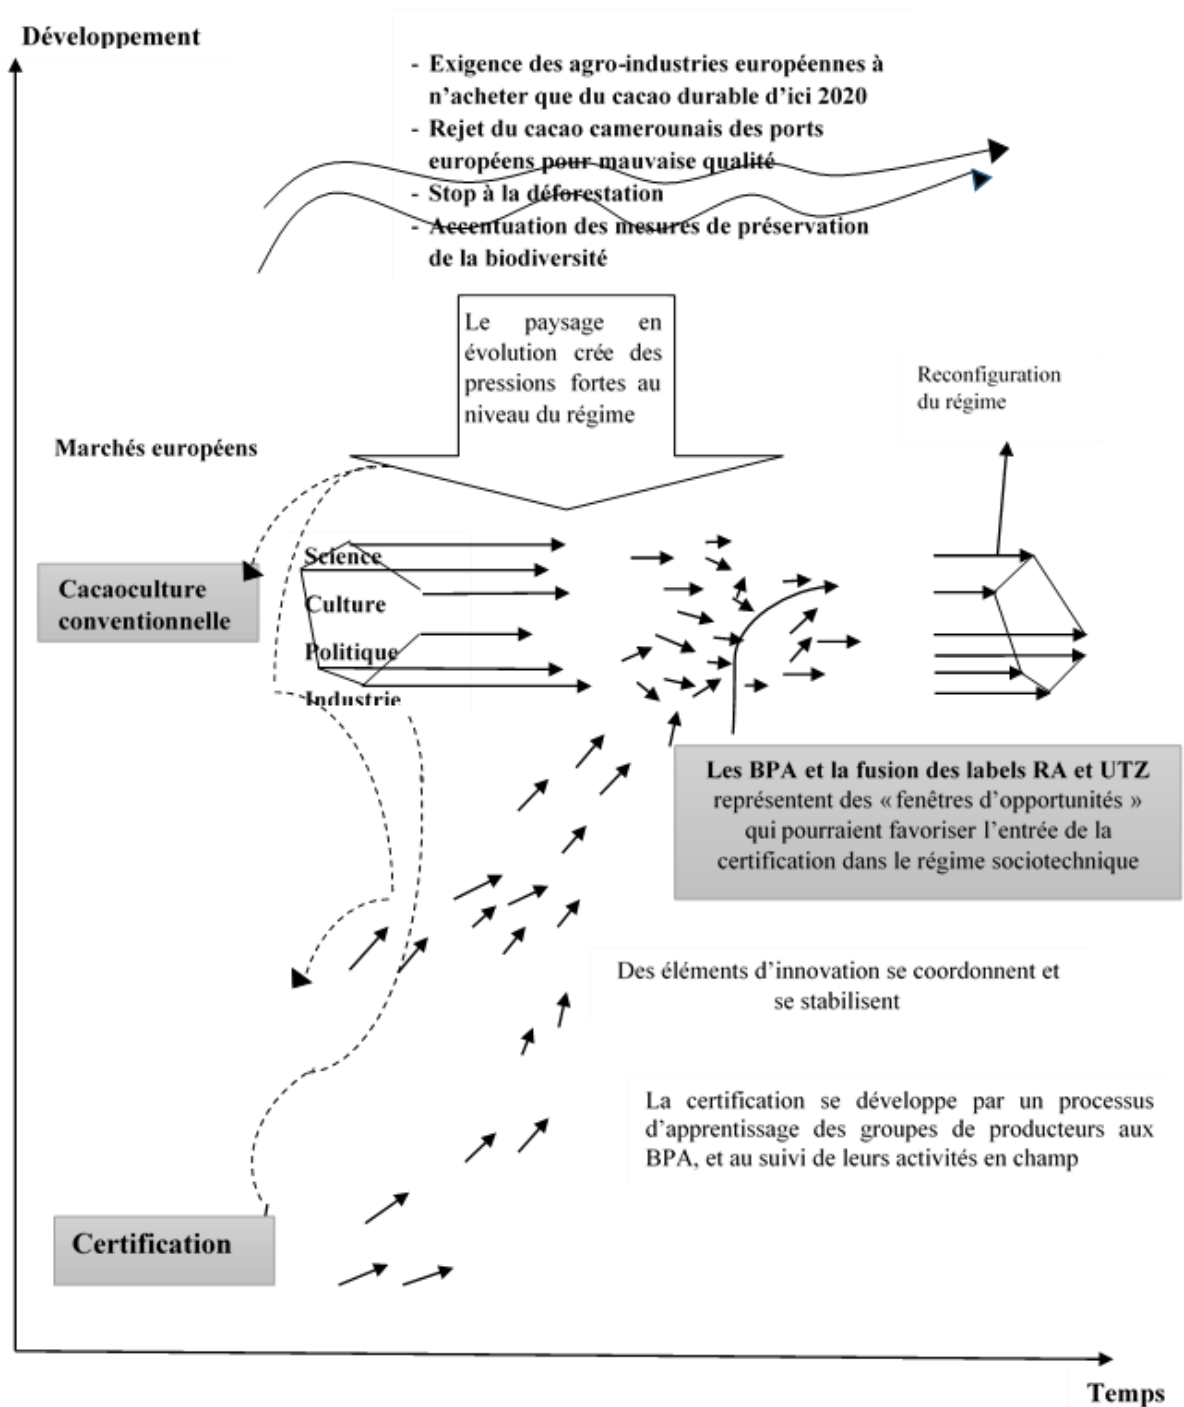 Développement
- Exigence des agro-industries européennes à
n’acheter que du cacao durable d’ici 2020
- Rejet du cacao camerounais des ports
européens pour mauvaise qualité
- Stop à la déforestation
- Accentuation des mesures de préservation
de la biodiversité
Le paysage en
évolution crée des
pressions fortes au
niveau du régime
Reconfiguration
du régime
Marchés européens
Cacaoculture
conventionnelle
Science
Culture
Politique
Industrie
Les BPA et la fusion des labels RA et UTZ
représentent des « fenêtres d’opportunités »
qui pourraient favoriser l’entrée de la
certification dans le régime sociotechnique
Des éléments d’innovation se coordonnent et
se stabilisent
La certification se développe par un processus
d’apprentissage des groupes de producteurs aux
BPA, et au suivi de leurs activités en champ
Certification
Temps